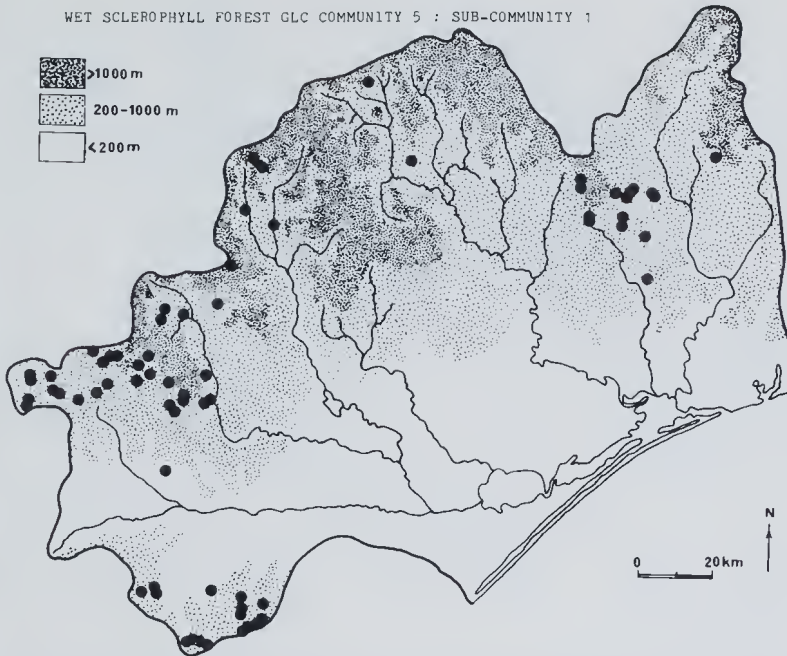 WET SCLEROPHYLL FOREST GLC COMMUNITY 5 : SUB-COMMUNITY 1
>1000 m
200-1000 m
<200m
N
0 20km